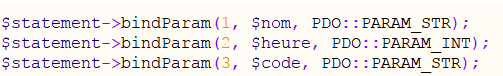 $statement->bindParam(1, $nom, PDO::PARAM_STR);
$statement->bindParam(2, $heure, PDO::PARAM_INT);
$statement->bindParam(3, $code, PDO::PARAM_STR);